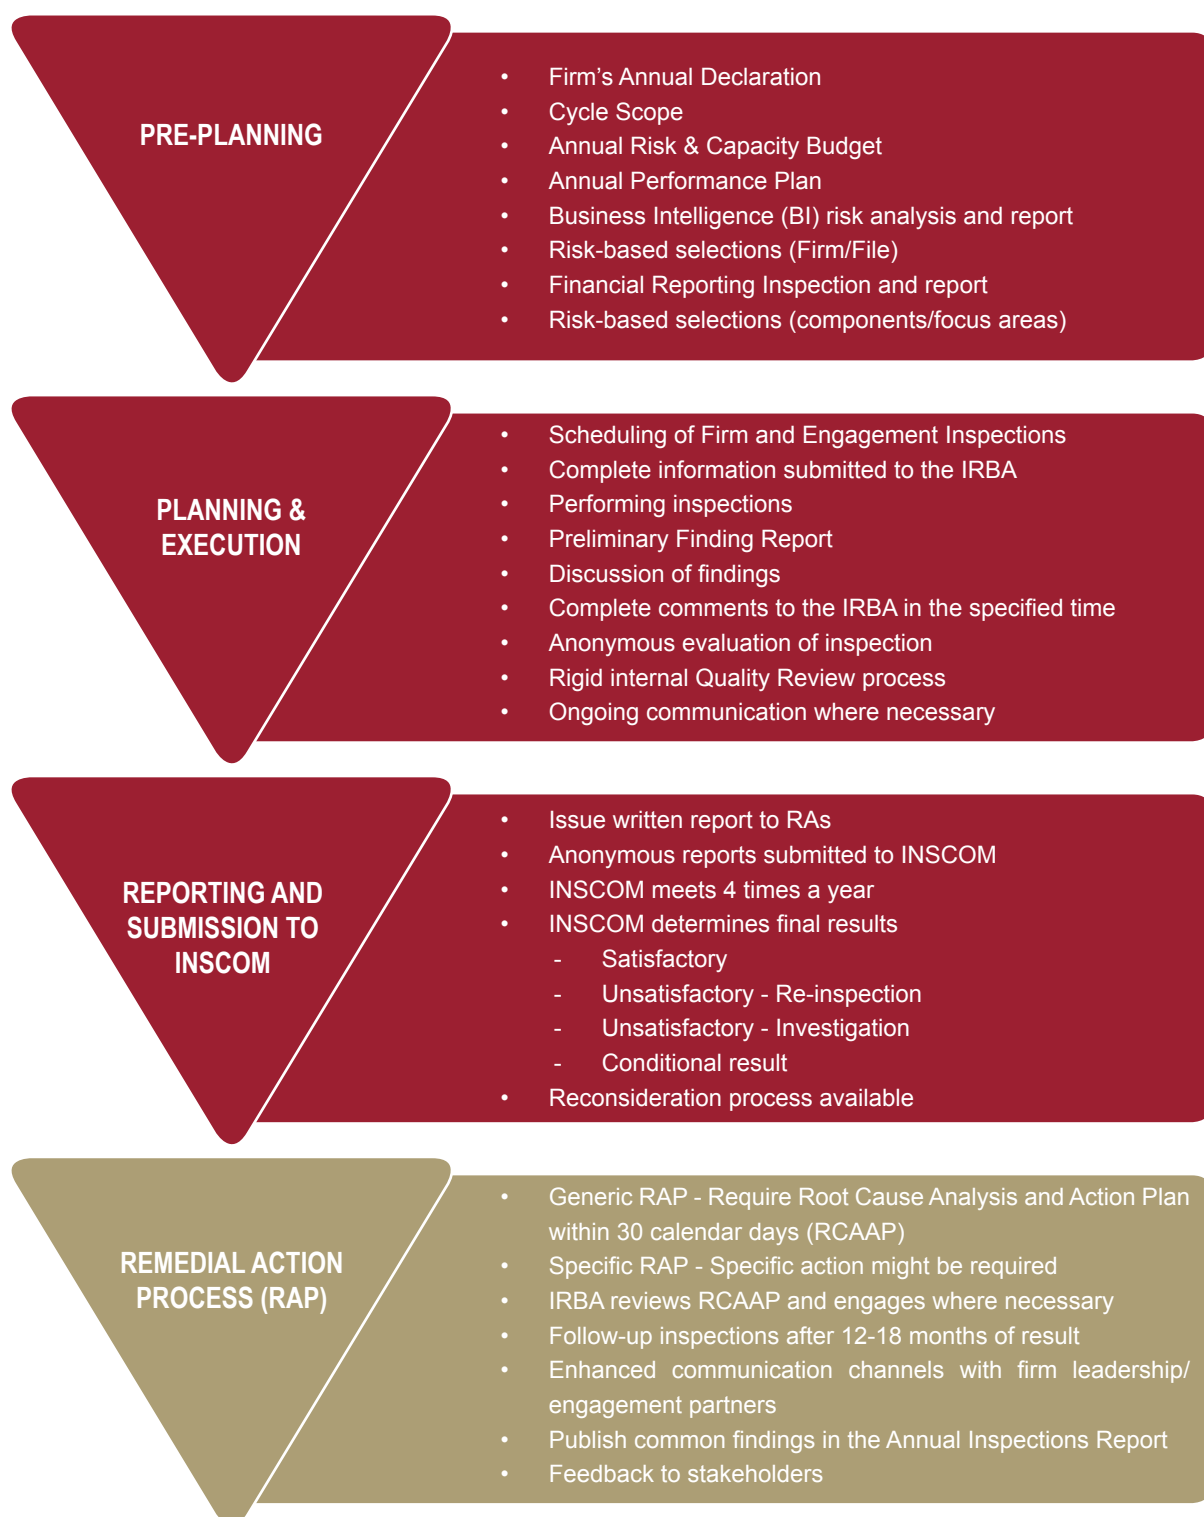 PRE-PLANNING
• Firm’s Annual Declaration
• Cycle Scope
• Annual Risk & Capacity Budget
• Annual Performance Plan
• Business Intelligence (BI) risk analysis and report
• Risk-based selections (Firm/File)
• Financial Reporting Inspection and report
• Risk-based selections (components/focus areas)
PLANNING &
EXECUTION
• Scheduling of Firm and Engagement Inspections
• Complete information submitted to the IRBA
• Performing inspections
• Preliminary Finding Report
• Discussion of findings
• Complete comments to the IRBA in the specified time
• Anonymous evaluation of inspection
• Rigid internal Quality Review process
• Ongoing communication where necessary
REPORTING AND
SUBMISSION TO
INSCOM
• Issue written report to RAs
• Anonymous reports submitted to INSCOM
• INSCOM meets 4 times a year
• INSCOM determines final results
- Satisfactory
- Unsatisfactory - Re-inspection
- Unsatisfactory - Investigation
- Conditional result
• Reconsideration process available
REMEDIAL ACTION
PROCESS (RAP)
• Generic RAP - Require Root Cause Analysis and Action Plan
within 30 calendar days (RCAAP)
• Specific RAP - Specific action might be required
• IRBA reviews RCAAP and engages where necessary
• Follow-up inspections after 12-18 months of result
• Enhanced communication channels with firm leadership/
engagement partners
• Publish common findings in the Annual Inspections Report
• Feedback to stakeholders